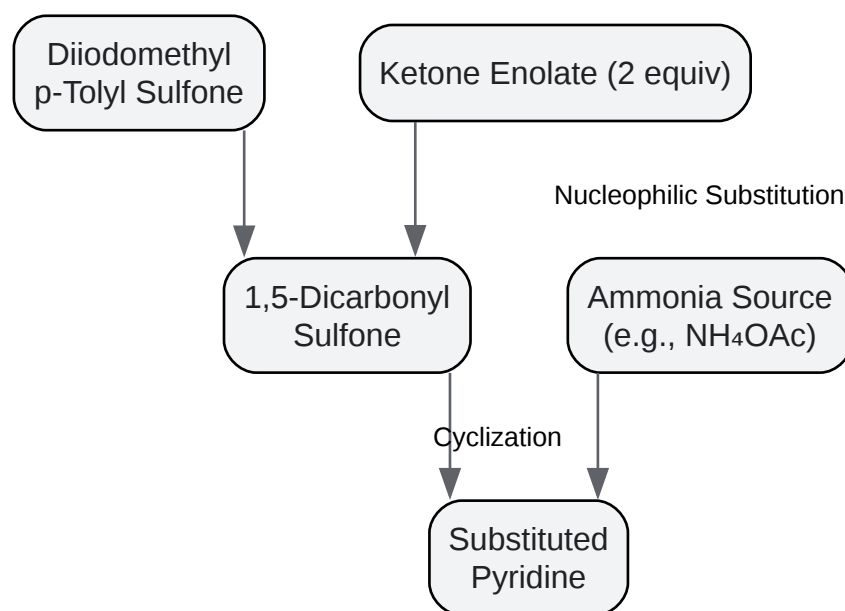 Diiodomethyl
p-Tolyl Sulfone
Ketone Enolate (2 equiv)
Nucleophilic Substitution
1,5-Dicarbonyl
Sulfone
Ammonia Source
(e.g., NH₄OAc)
Cyclization
Substituted
Pyridine